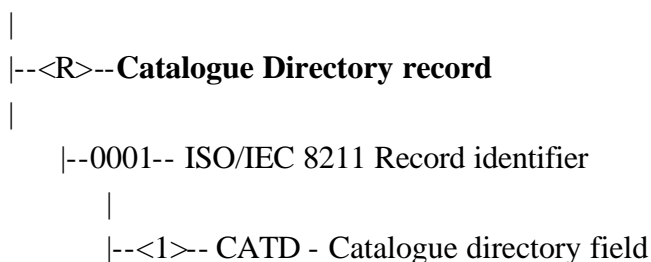 |
|--<R>--Catalogue Directory record
|
|--0001-- ISO/IEC 8211 Record identifier
|
|--<1>-- CATD - Catalogue directory field